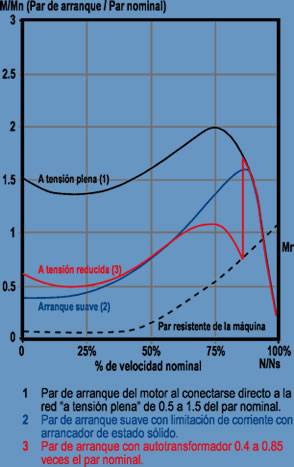 M/Mn (Par de arranque / Par nominal)
3
2.5
2
1.5
A tensión plena (1)
1
Mn
A tensión reducida (3)
0.5
Arranque suave (2)
Par resistente de la máquina
0
0%
25%
50%
75%
100%
% de velocidad nominal
N/Ns
1 Par de arranque del motor al conectarse directo a la
red "a tensión plena" de 0.5 a 1.5 del par nominal.
2 Par de arranque suave con limitación de corriente con
arrancador de estado sólido.
3 Par de arranque con autotransformador 0.4 a 0.85
veces el par nominal.